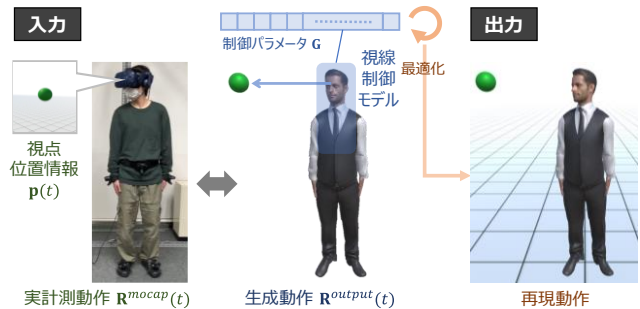 入力
視点
位置情報
𝐩(𝑡)
実計測動作 𝐑^{𝑚𝑜𝑐𝑎𝑝}(𝑡)
制御パラメータ 𝐆
視線
制御
モデル
生成動作 𝐑^{𝑜𝑢𝑡𝑝𝑢𝑡}(𝑡)
最適化
出力
再現動作